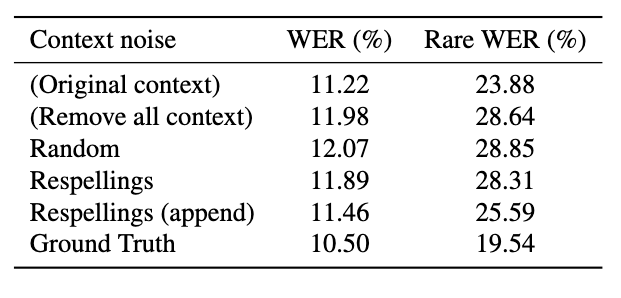 Context noise WER (%) Rare WER (%)
(Original context) 11.22 23.88
(Remove all context) 11.98 28.64
Random 12.07 28.85
Respellings 11.89 28.31
Respellings (append) 11.46 25.59
Ground Truth 10.50 19.54